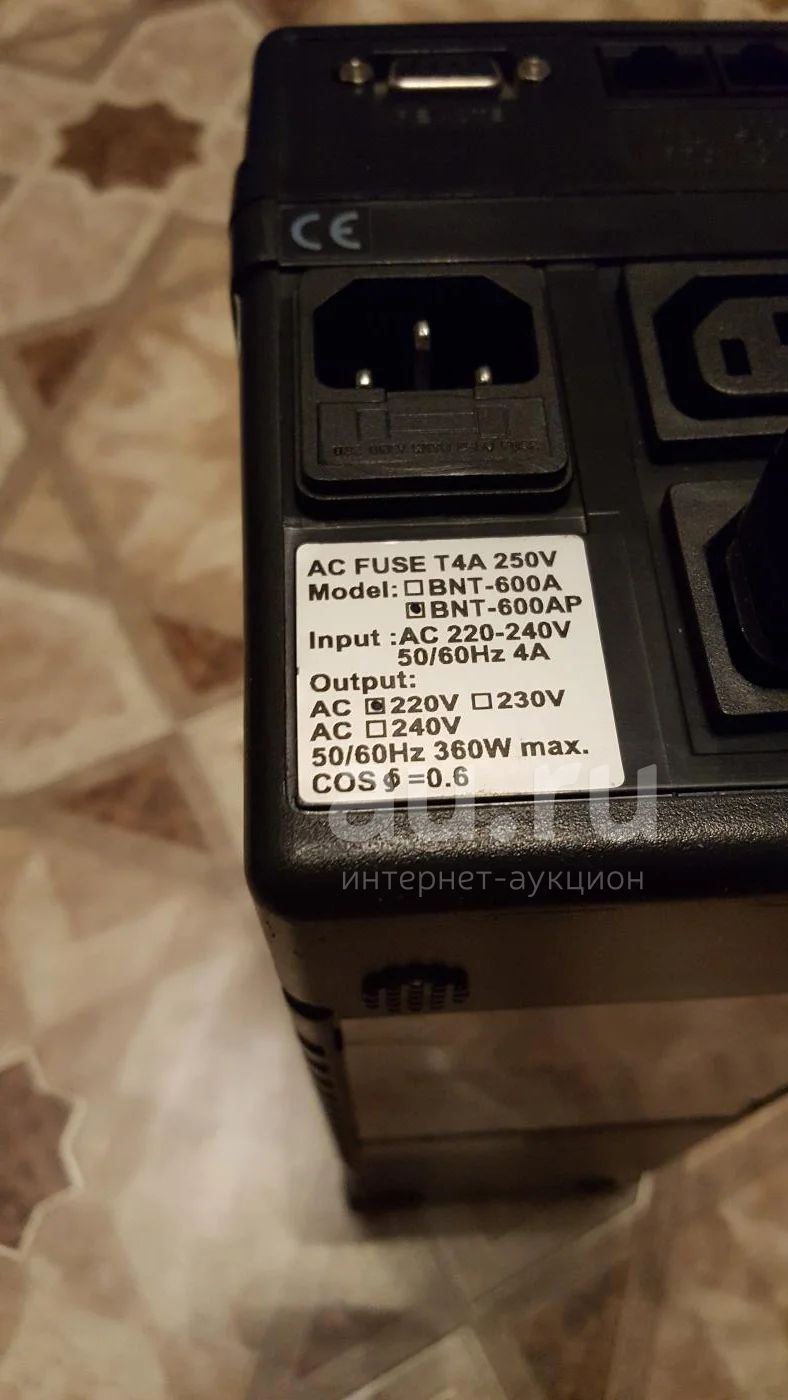 CE
AC FUSE T4A 250V
Model: ☐BNT-600A
☑BNT-600AP
Input :AC 220-240V
50/60Hz 4A
Output:
AC ☑220V ☐230V
AC ☐240V
50/60Hz 360W max.
COS ϕ =0.6
au.ru
интернет-аукцион